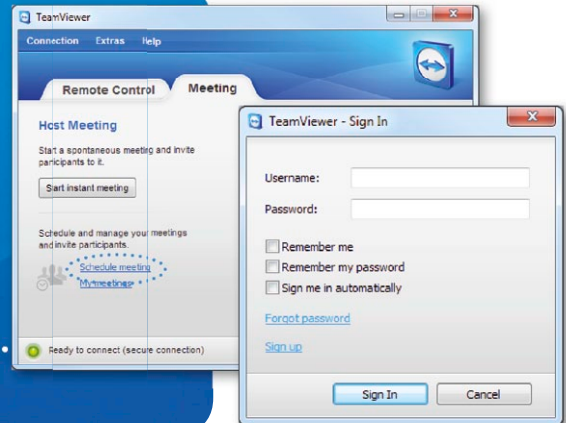 TeamViewer
Connection Extras Help
Remote Control Meeting
Host Meeting
Start a spontaneous meeting and invite
participants to it.
Start instant meeting
Schedule and manage your meetings
and invite participants.
Schedule meeting
My meetings
Ready to connect (secure connection)
TeamViewer - Sign In
Username:
Password:
Remember me
Remember my password
Sign me in automatically
Forgot password
Sign up
Sign In Cancel